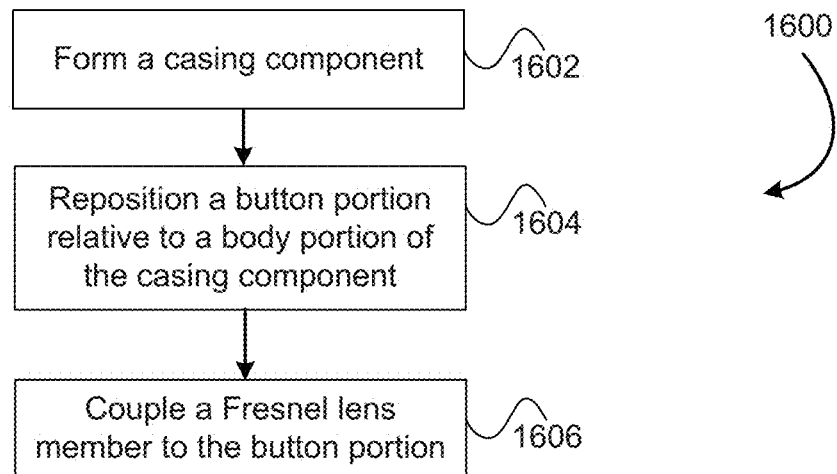 Form a casing component
1602
1600
Reposition a button portion
relative to a body portion of
the casing component
1604
Couple a Fresnel lens
member to the button portion
1606